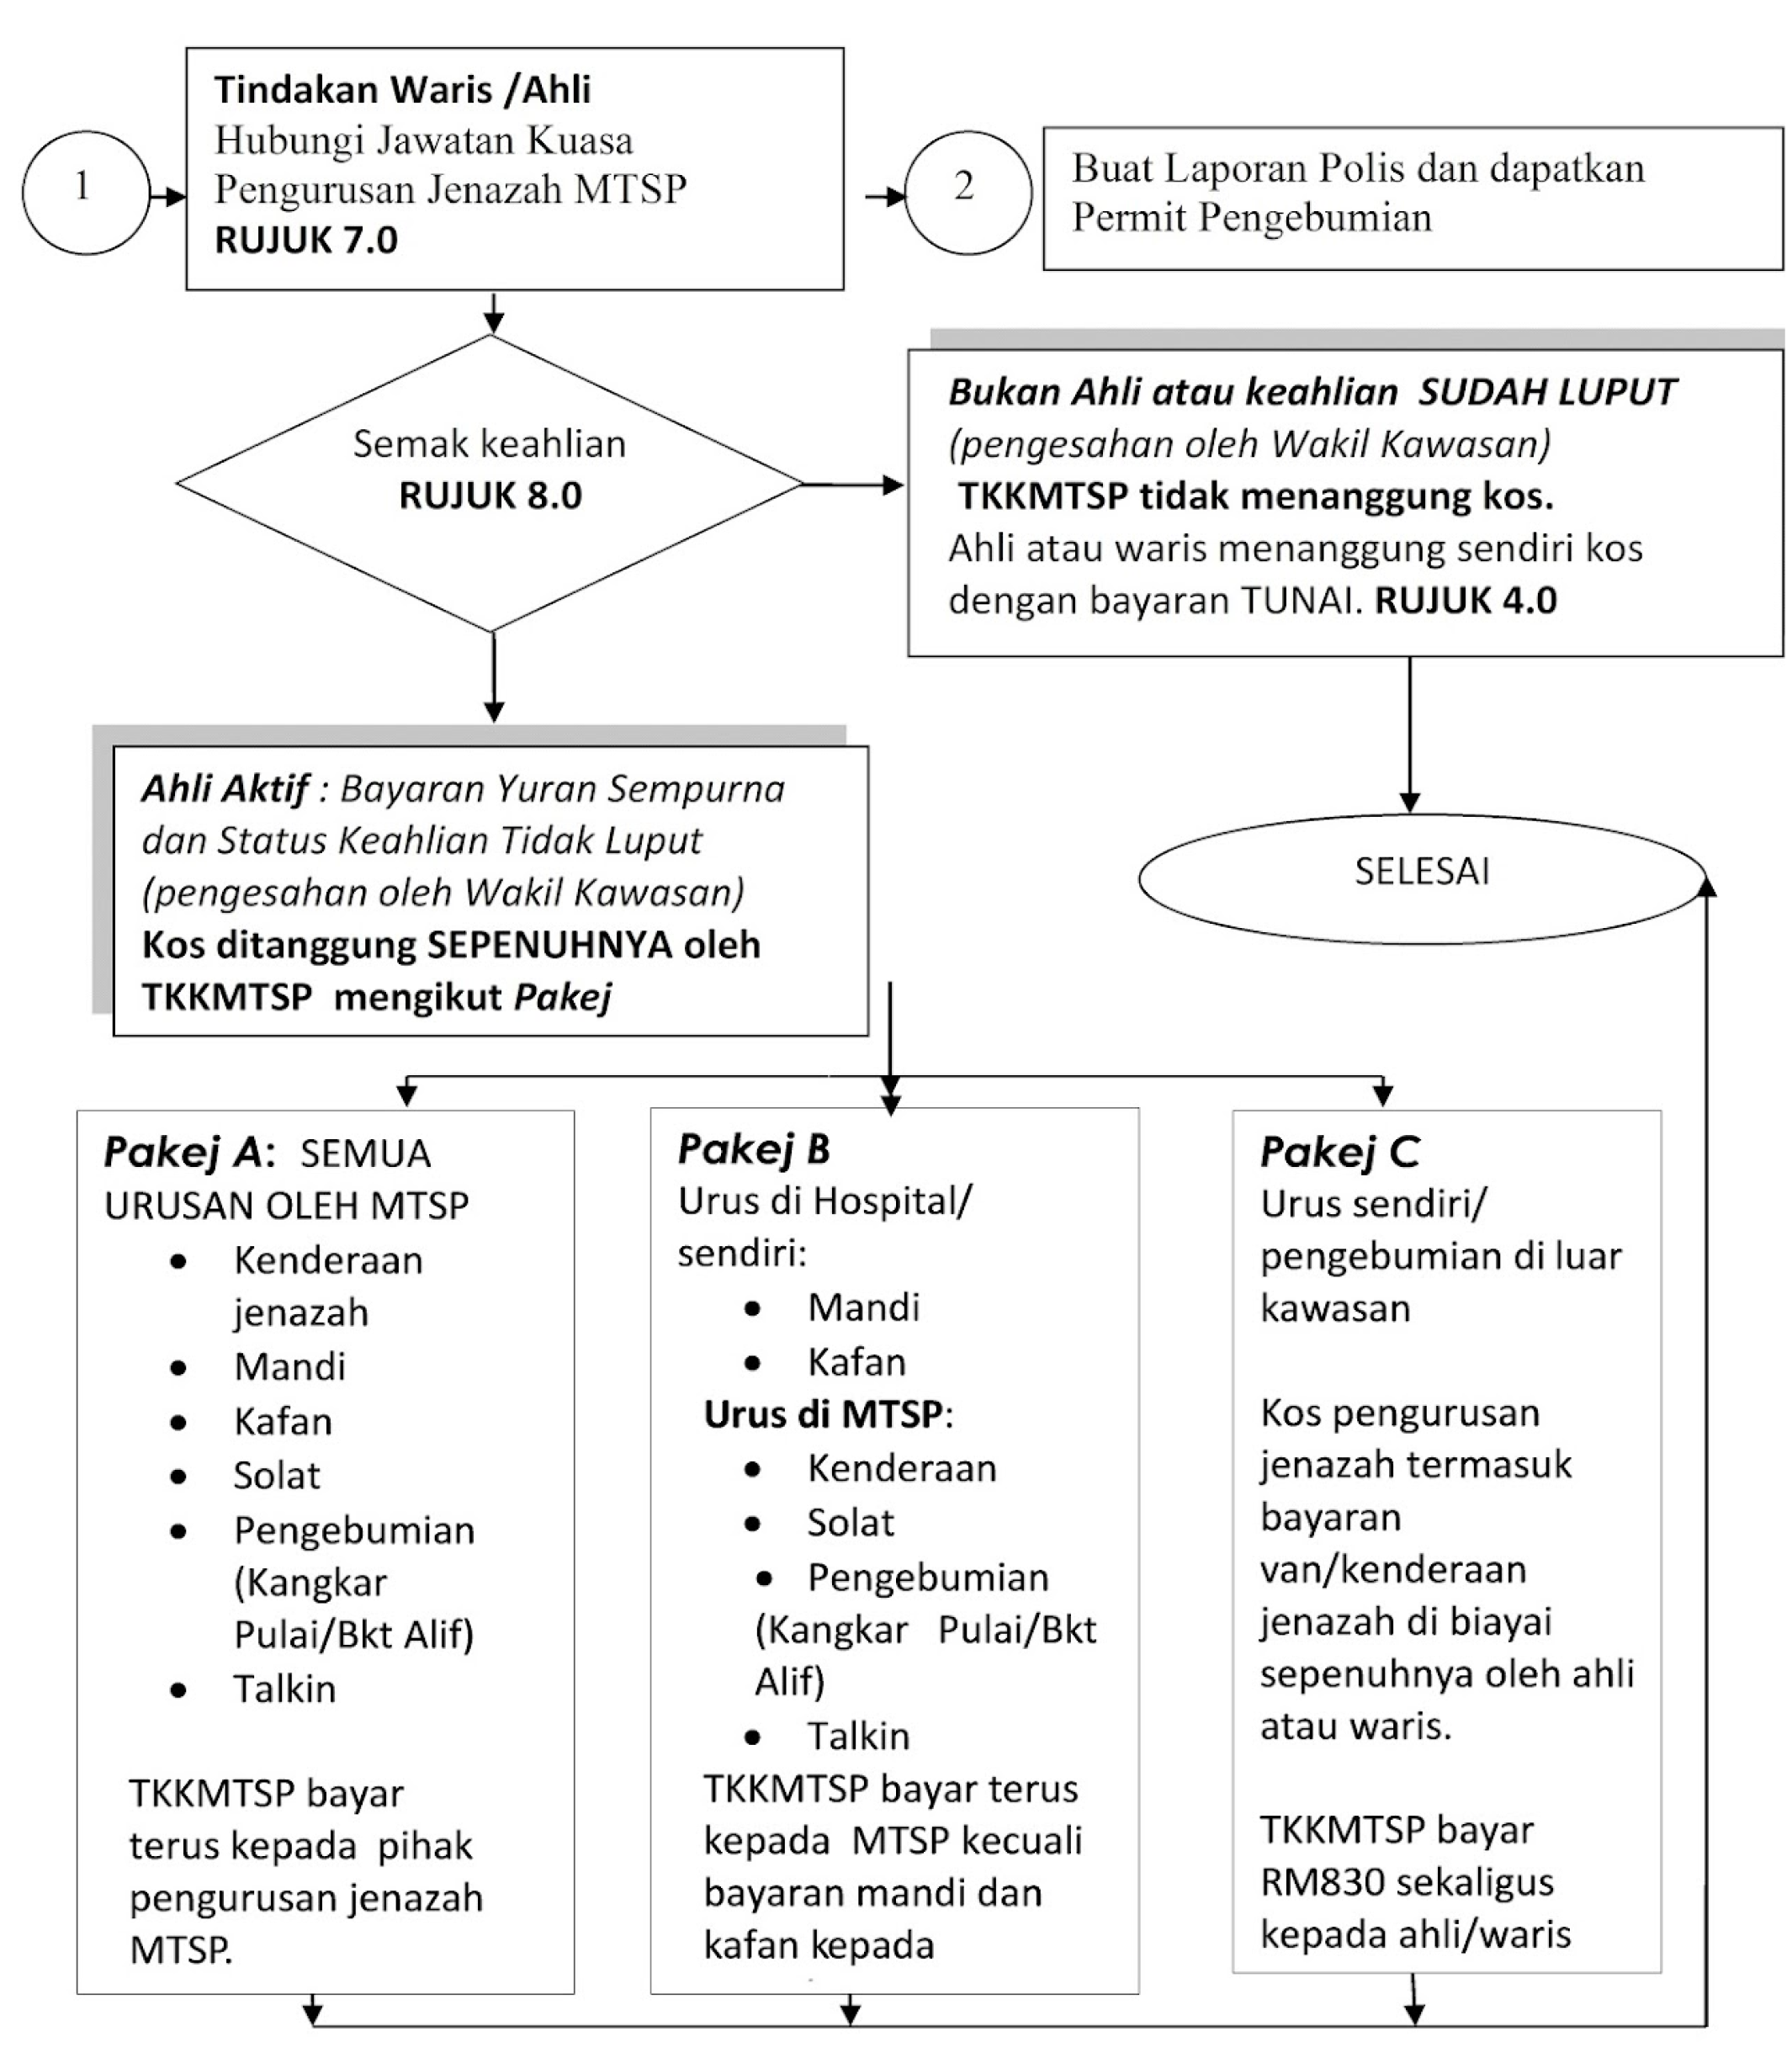 1
Tindakan Waris /Ahli
Hubungi Jawatan Kuasa
Pengurusan Jenazah MTSP
RUJUK 7.0
2
Buat Laporan Polis dan dapatkan
Permit Pengebumian
Semak keahlian
RUJUK 8.0
Bukan Ahli atau keahlian SUDAH LUPUT
(pengesahan oleh Wakil Kawasan)
TKKMTSP tidak menanggung kos.
Ahli atau waris menanggung sendiri kos
dengan bayaran TUNAI. RUJUK 4.0
SELESAI
Ahli Aktif : Bayaran Yuran Sempurna
dan Status Keahlian Tidak Luput
(pengesahan oleh Wakil Kawasan)
Kos ditanggung SEPENUHNYA oleh
TKKMTSP mengikut Pakej
Pakej A: SEMUA
URUSAN OLEH MTSP
• Kenderaan
jenazah
• Mandi
• Kafan
• Solat
• Pengebumian
(Kangkar
Pulai/Bkt Alif)
• Talkin
TKKMTSP bayar
terus kepada pihak
pengurusan jenazah
MTSP.
Pakej B
Urus di Hospital/
sendiri:
• Mandi
• Kafan
Urus di MTSP:
• Kenderaan
• Solat
• Pengebumian
(Kangkar Pulai/Bkt
Alif)
• Talkin
TKKMTSP bayar terus
kepada MTSP kecuali
bayaran mandi dan
kafan kepada
Pakej C
Urus sendiri/
pengebumian di luar
kawasan
Kos pengurusan
jenazah termasuk
bayaran
van/kenderaan
jenazah di biayai
sepenuhnya oleh ahli
atau waris.
TKKMTSP bayar
RM830 sekaligus
kepada ahli/waris